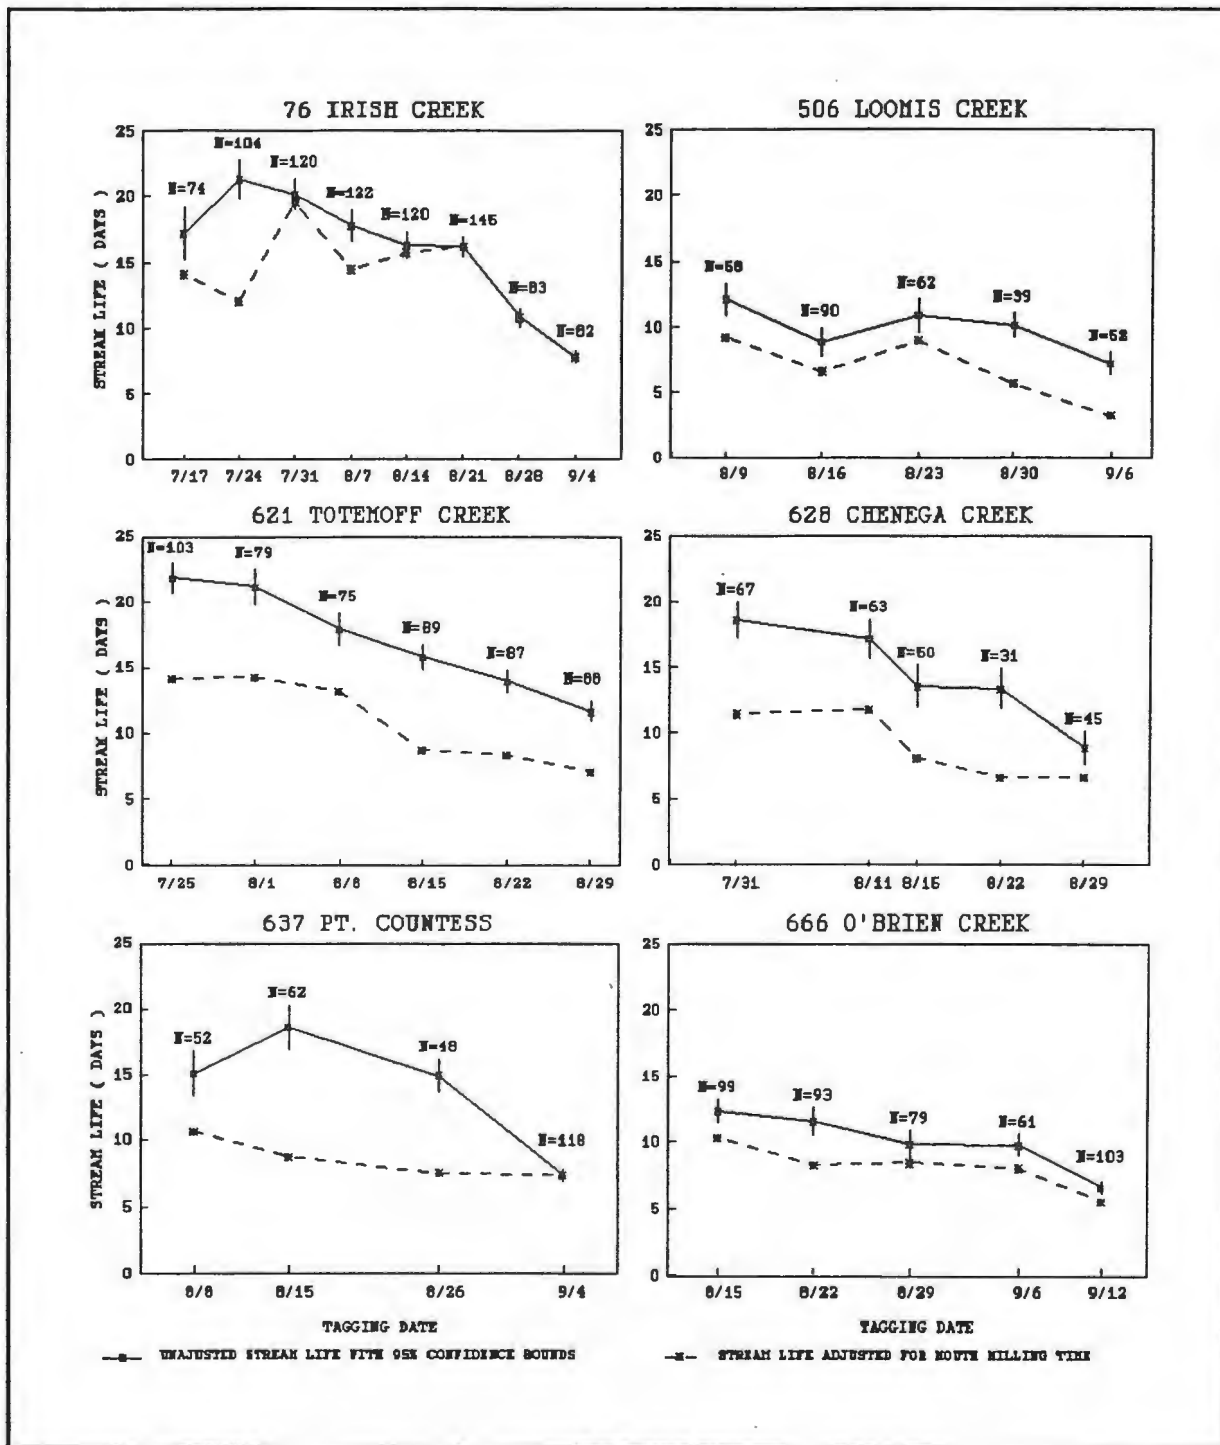 76 IRISH CREEK
25
20
15
10
5
0
STREAM LIFE ( DAYS )
N=74
N=104
N=120
N=122
N=120
N=145
N=83
N=82
7/17 7/24 7/31 8/7 8/14 8/21 8/28 9/4
506 LOOMIS CREEK
25
20
15
10
5
0
N=58
N=90
N=62
N=39
N=52
8/9 8/16 8/23 8/30 9/6
621 TOTEMOFF CREEK
25
20
15
10
5
0
STREAM LIFE ( DAYS )
N=103
N=79
N=75
N=89
N=87
N=88
7/25 8/1 8/8 8/15 8/22 8/29
628 CHENEGA CREEK
25
20
15
10
5
0
N=67
N=63
N=50
N=31
N=45
7/31 8/11 8/15 8/22 8/29
637 PT. COUNTESS
25
20
15
10
5
0
STREAM LIFE ( DAYS )
N=52
N=62
N=48
N=118
8/8 8/15 8/26 9/4
TAGGING DATE
666 O'BRIEN CREEK
25
20
15
10
5
0
N=99
N=93
N=79
N=61
N=103
8/15 8/22 8/29 9/6 9/12
TAGGING DATE
UNAJUSTED STREAM LIFE WITH 95% CONFIDENCE BOUNDS
STREAM LIFE ADJUSTED FOR MOUTH MILLING TIME